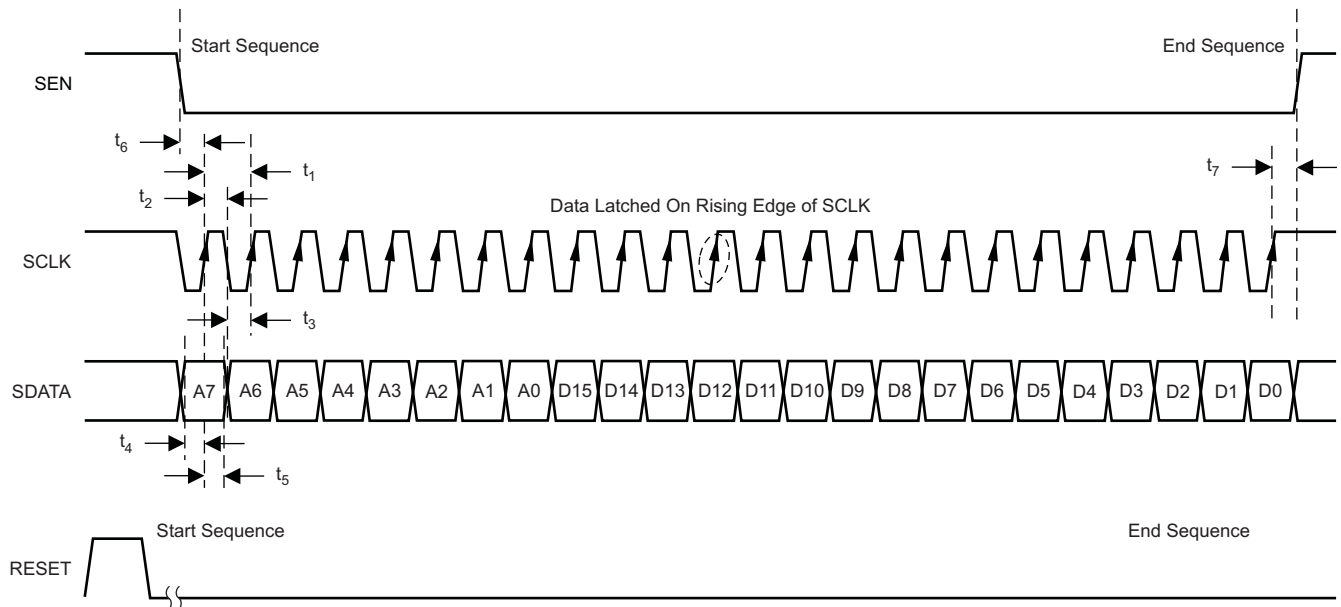 Start Sequence
End Sequence
SEN
t6
t1
t7
t2
Data Latched On Rising Edge of SCLK
SCLK
t3
SDATA A7 A6 A5 A4 A3 A2 A1 A0 D15 D14 D13 D12 D11 D10 D9 D8 D7 D6 D5 D4 D3 D2 D1 D0
t4
t5
Start Sequence
End Sequence
RESET